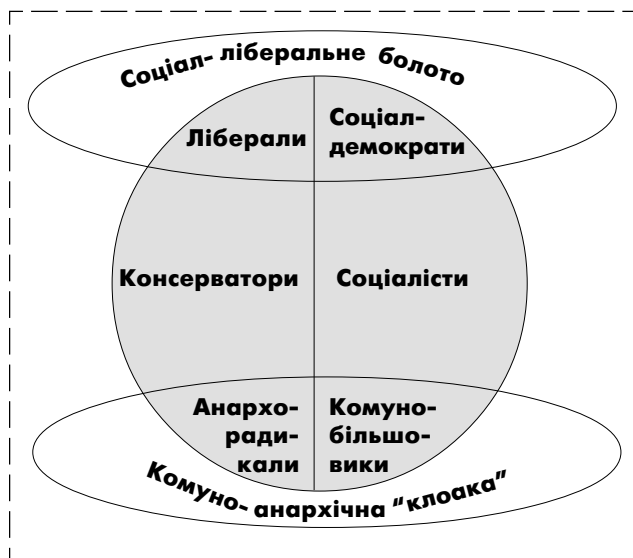 Соціал- ліберальне болото
Ліберали
Соціал-
демократи
Консерватори
Соціалісти
Анархо-
ради-
кали
Комуно-
більшо-
вики
Комуно- анархічна “клоака”